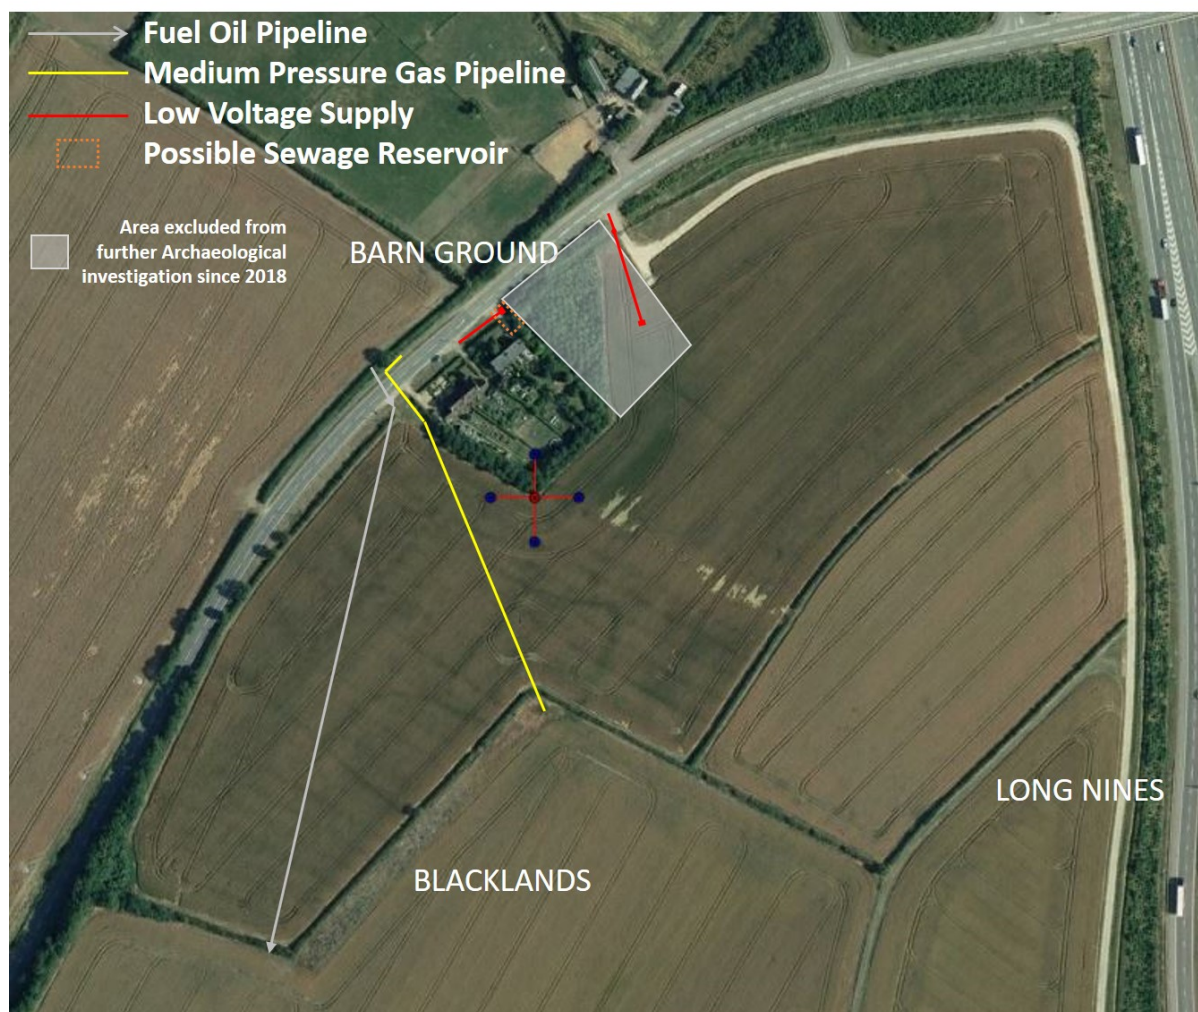 Fuel Oil Pipeline
Medium Pressure Gas Pipeline
Low Voltage Supply
Possible Sewage Reservoir
Area excluded from
further Archaeological
investigation since 2018
BARN GROUND
LONG NINES
BLACKLANDS